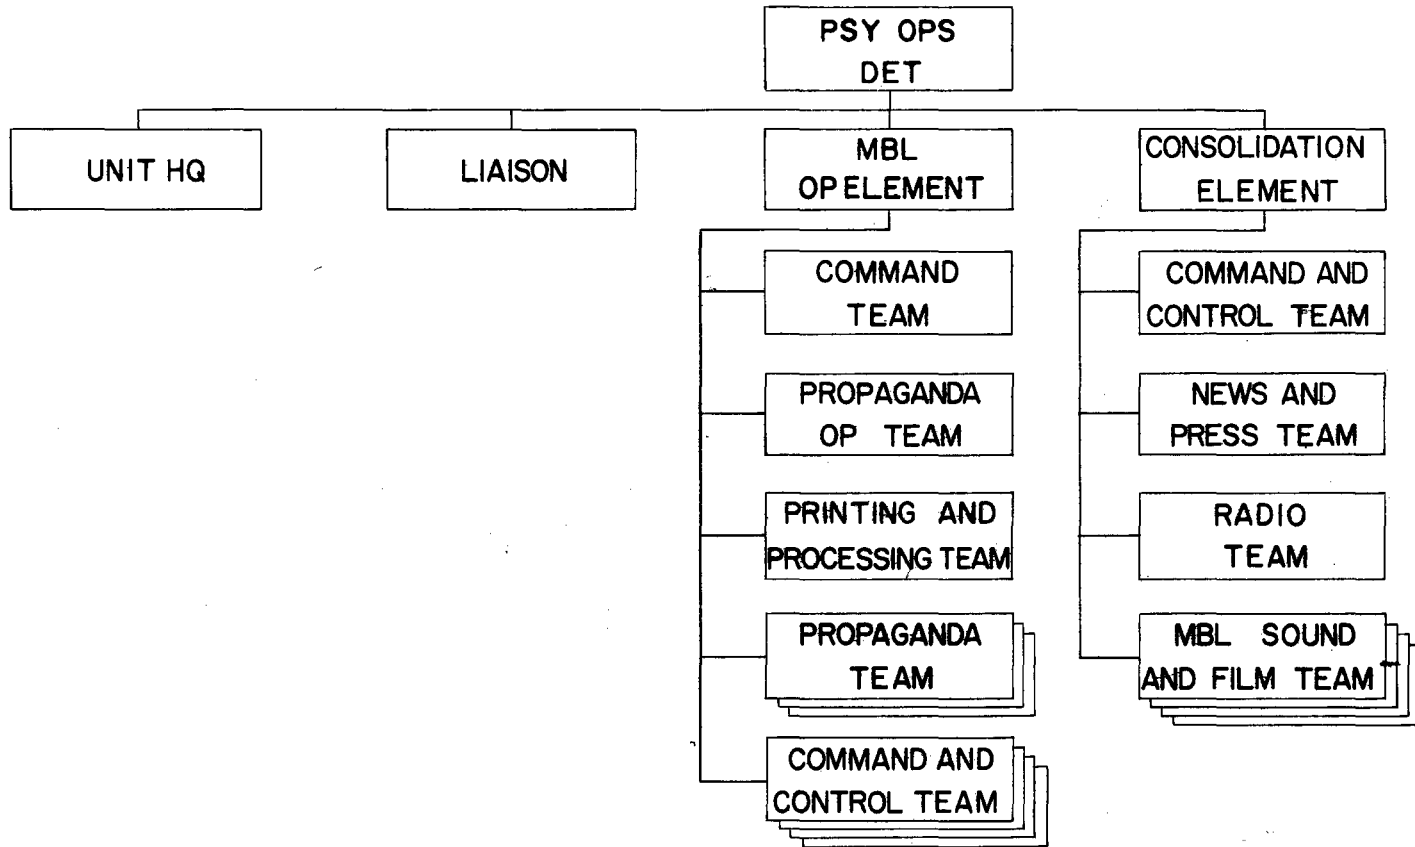 PSY OPS
DET
UNIT HQ
LIAISON
MBL
OP ELEMENT
CONSOLIDATION
ELEMENT
COMMAND
TEAM
PROPAGANDA
OP TEAM
PRINTING AND
PROCESSING TEAM
PROPAGANDA
TEAM
COMMAND AND
CONTROL TEAM
COMMAND AND
CONTROL TEAM
NEWS AND
PRESS TEAM
RADIO
TEAM
MBL SOUND
AND FILM TEAM